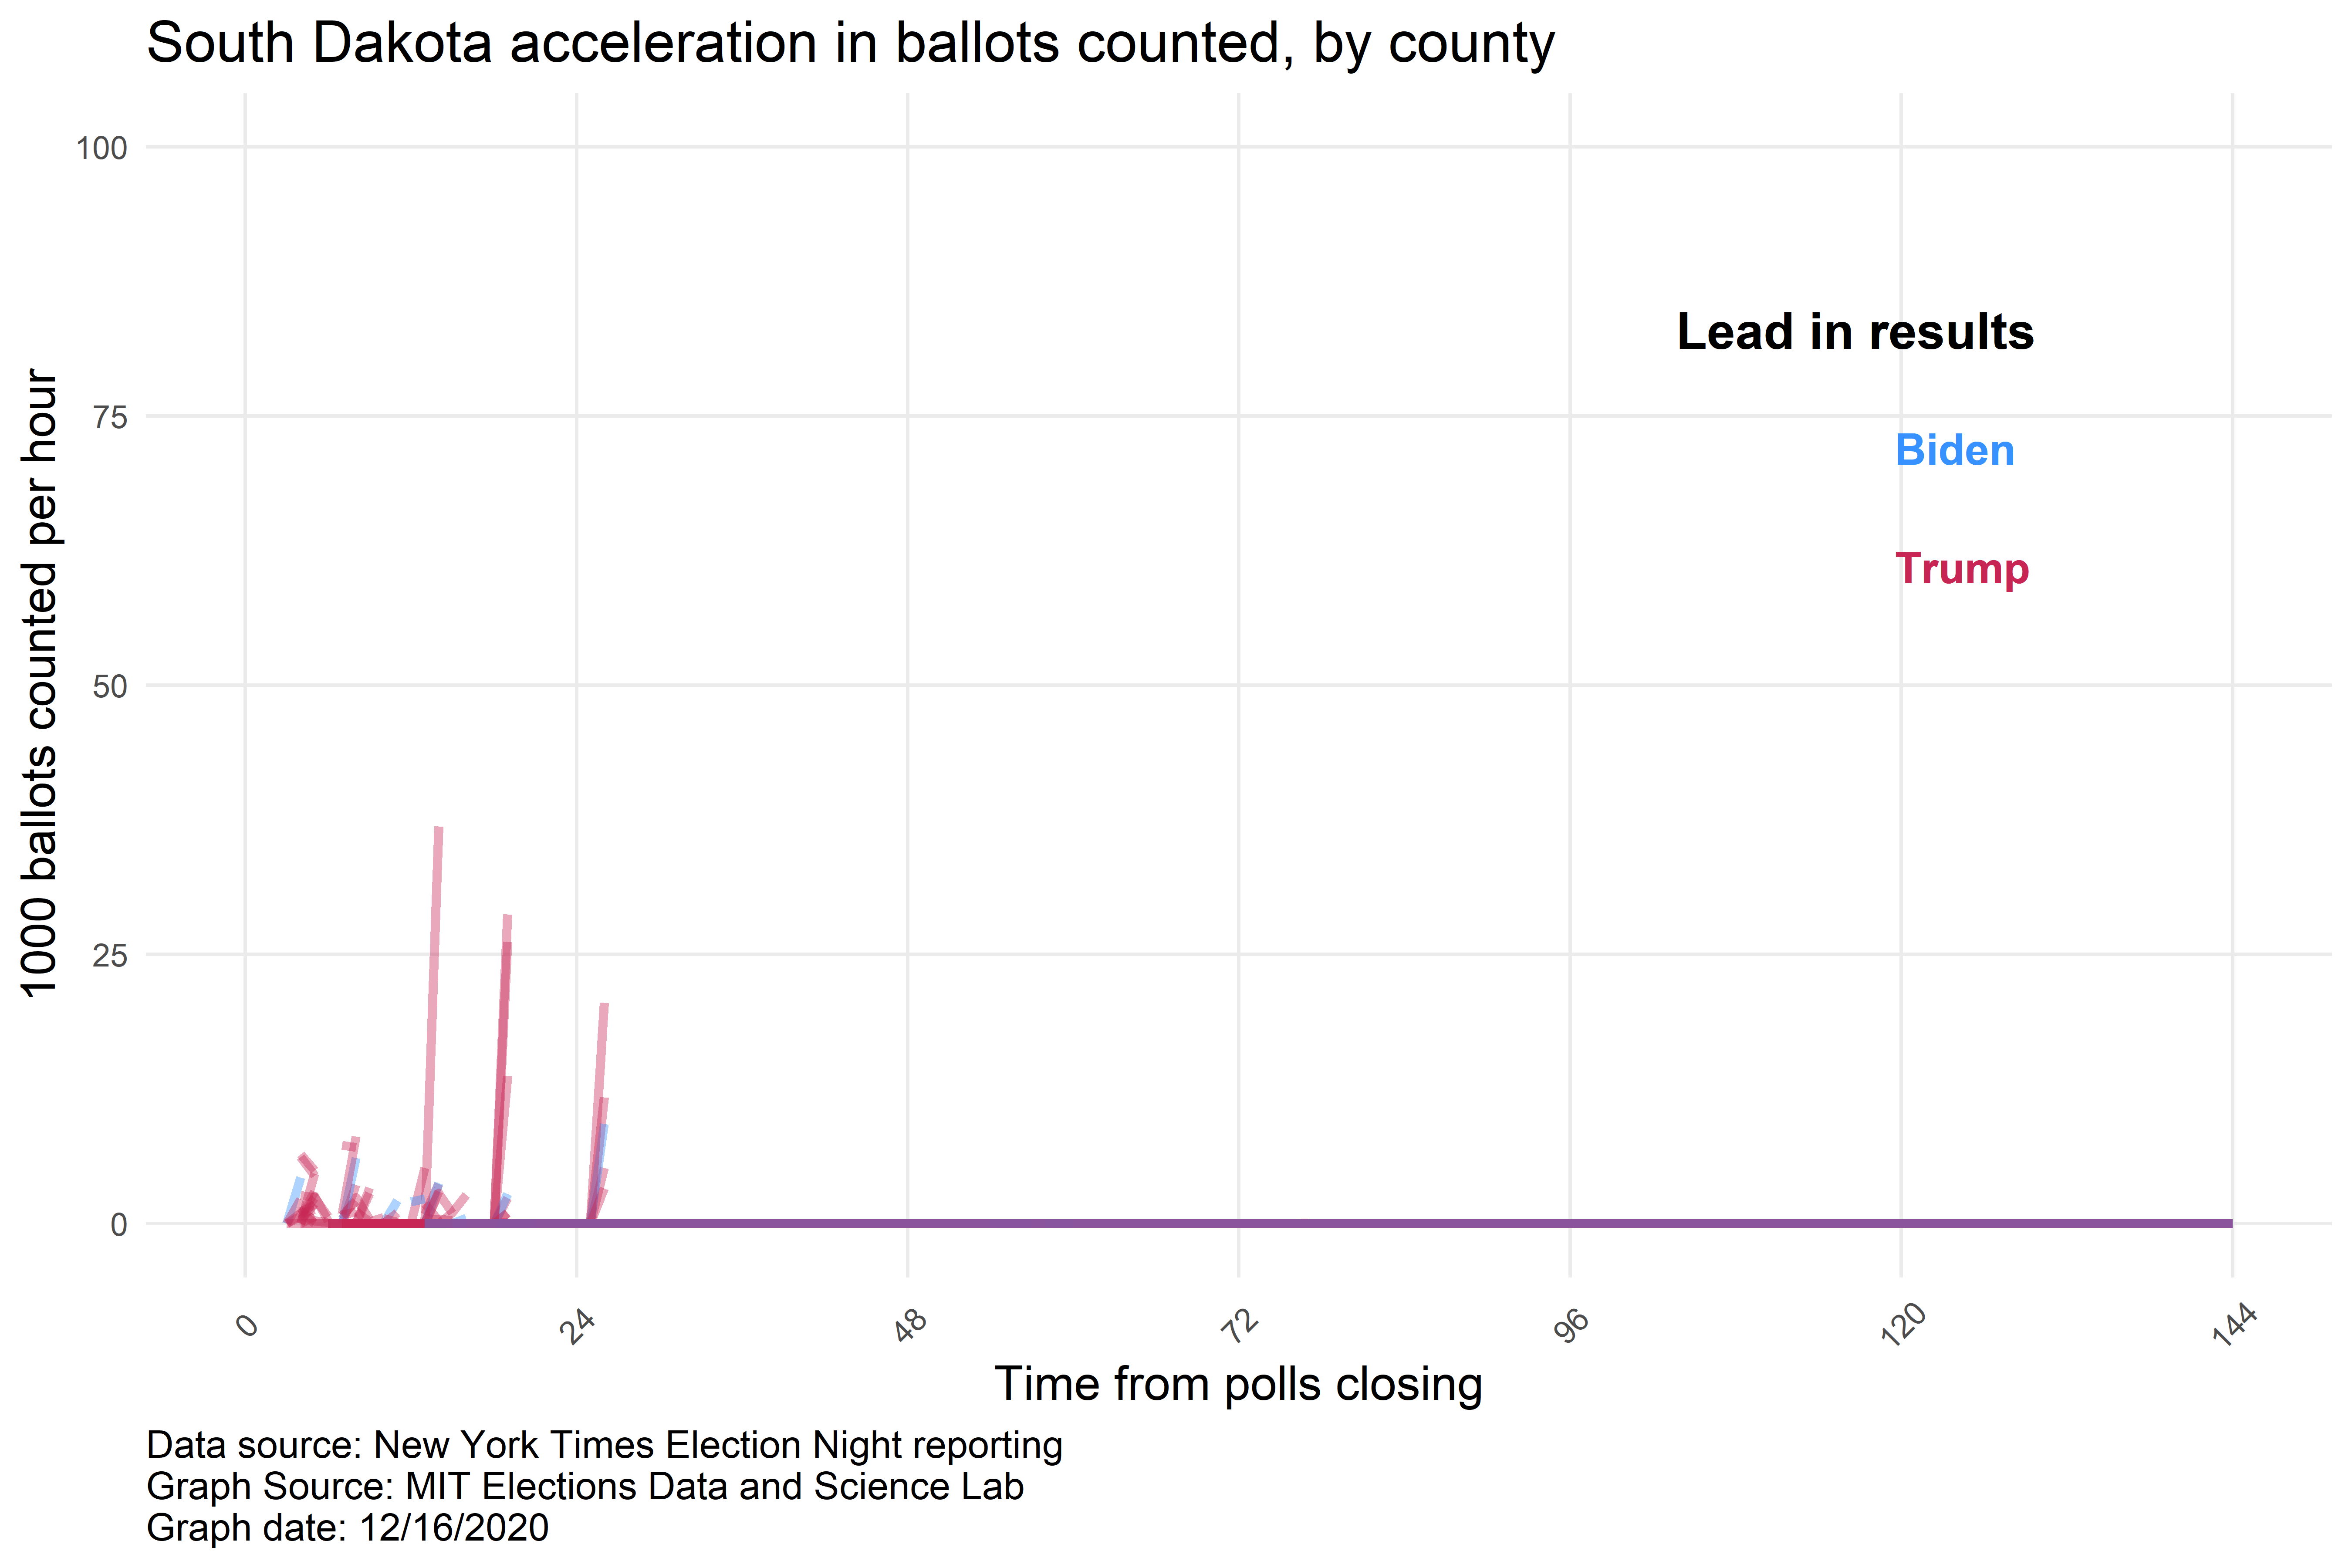 South Dakota acceleration in ballots counted, by county
1000 ballots counted per hour
100
75
50
25
0
Lead in results
Biden
Trump
0
24
48
72
96
120
144
Time from polls closing
Data source: New York Times Election Night reporting
Graph Source: MIT Elections Data and Science Lab
Graph date: 12/16/2020